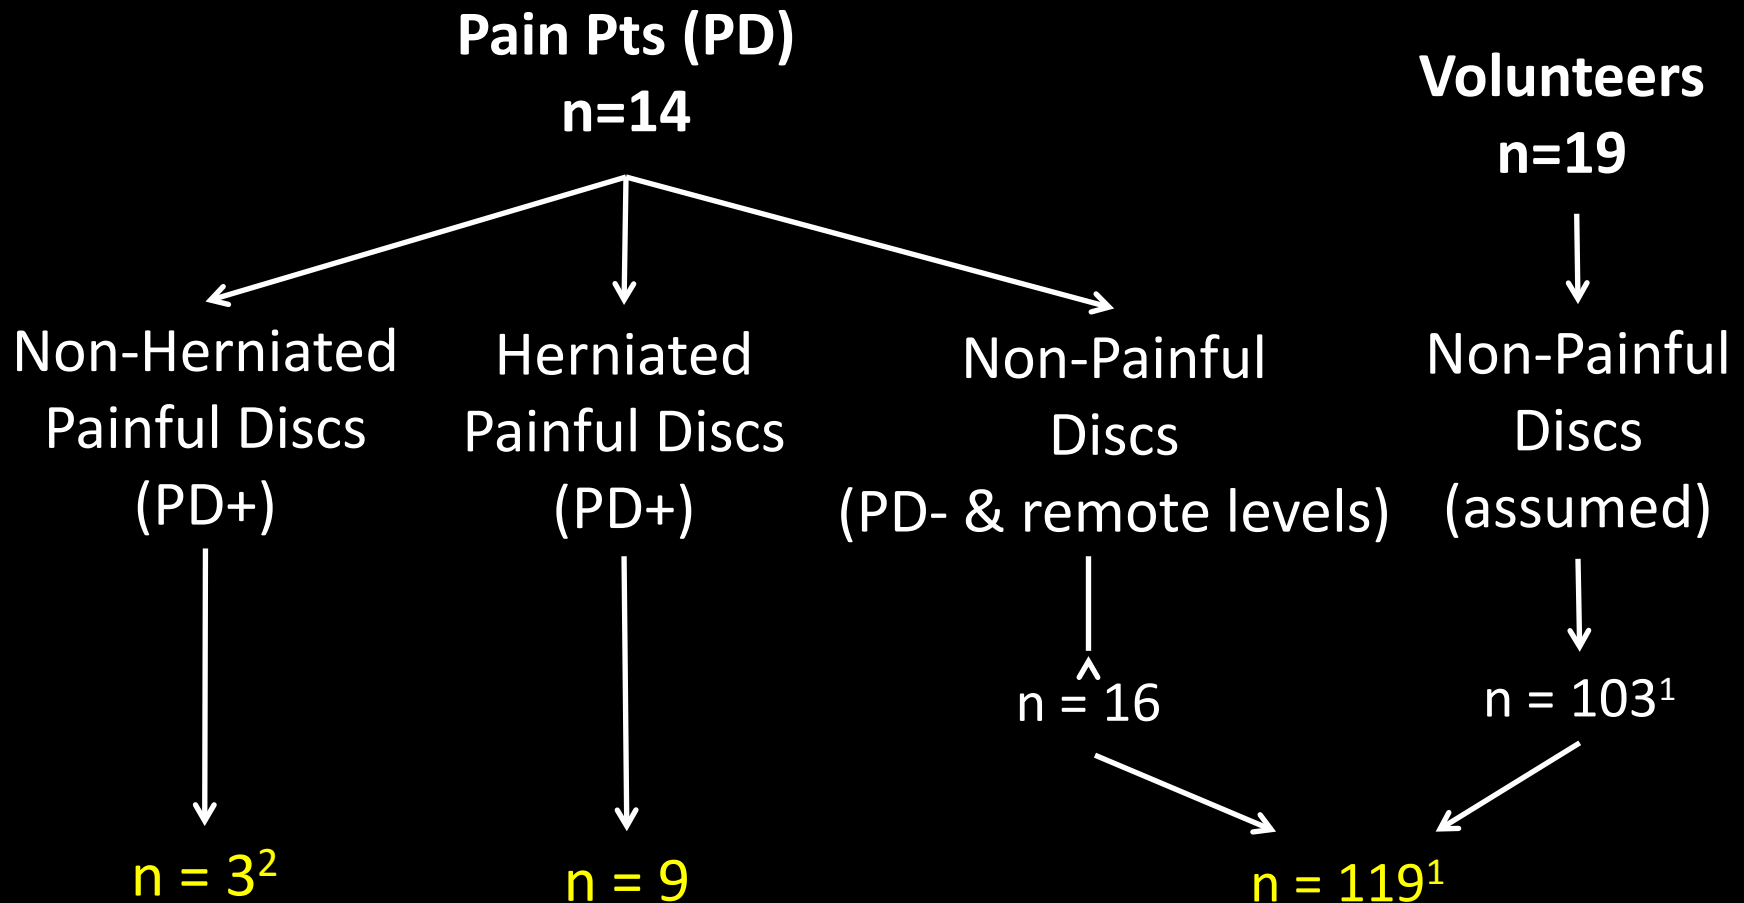 Pain Pts (PD)
n=14
Volunteers
n=19
Non-Herniated
Painful Discs
(PD+)
Herniated
Painful Discs
(PD+)
Non-Painful
Discs
(PD- & remote levels)
Non-Painful
Discs
(assumed)
n = 16
n = 103¹
n = 3²
n = 9
n = 119¹